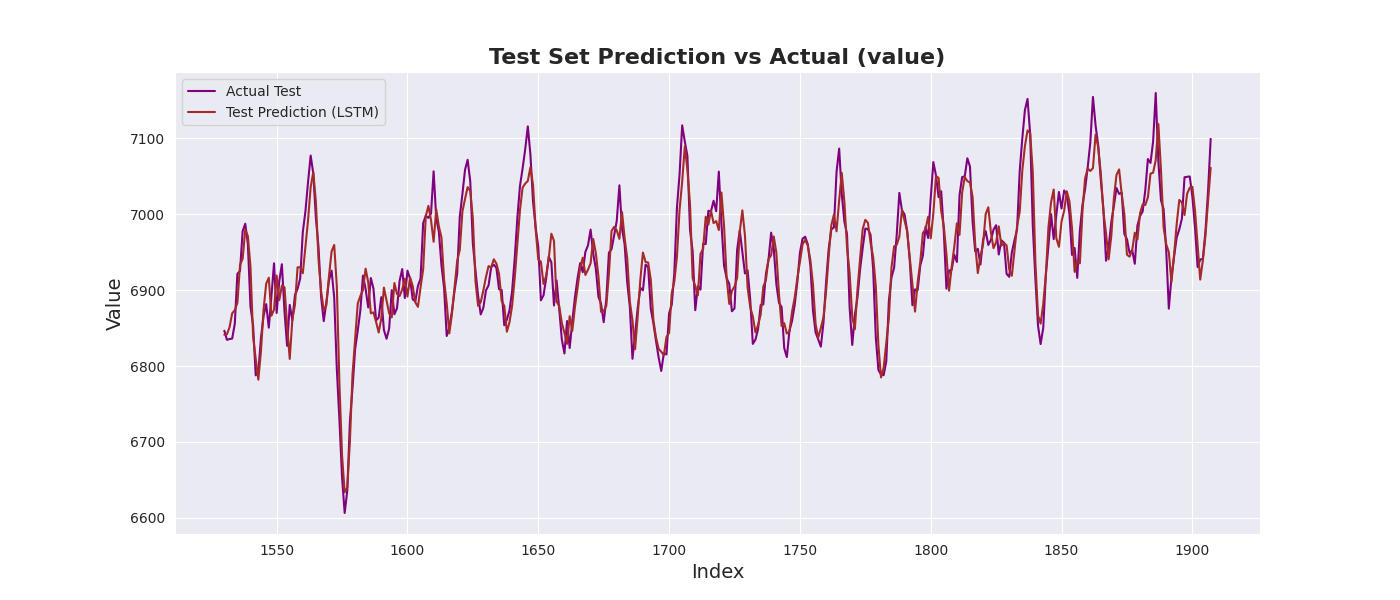 Test Set Prediction vs Actual (value)
Actual Test
Test Prediction (LSTM)
Value
7100
7000
6900
6800
6700
6600
1550 1600 1650 1700 1750 1800 1850 1900
Index